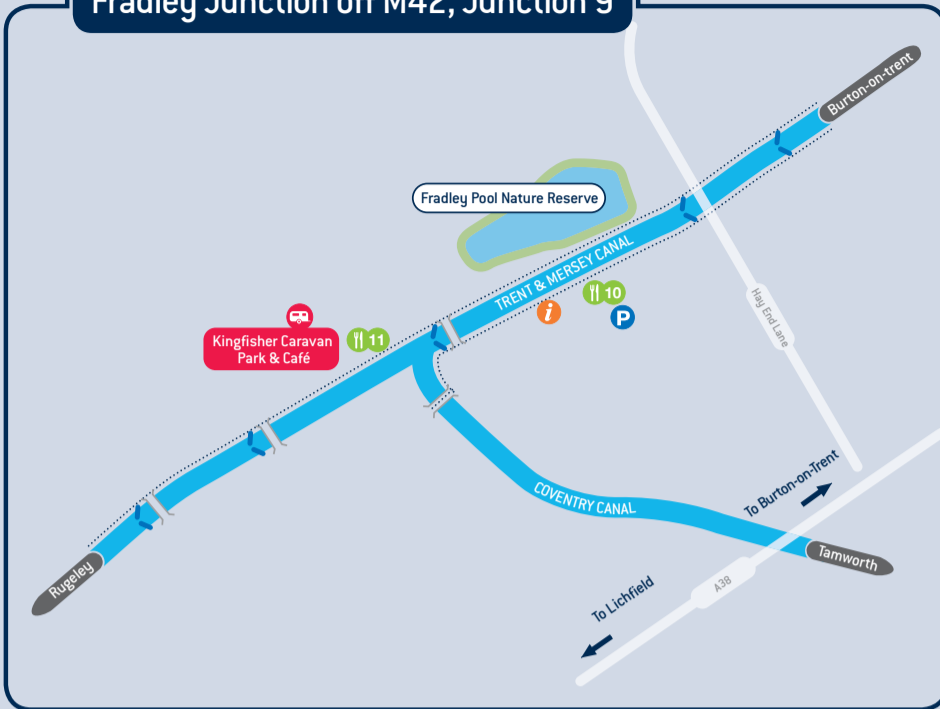 Fradley Junction off M42, Junction 9
Burton-on-trent
Fradley Pool Nature Reserve
TRENT & MERSEY CANAL
10
i
P
Hay End Lane
11
Kingfisher Caravan
Park & Café
COVENTRY CANAL
To Burton-on-Trent
Tamworth
A38
Rugeley
To Lichfield